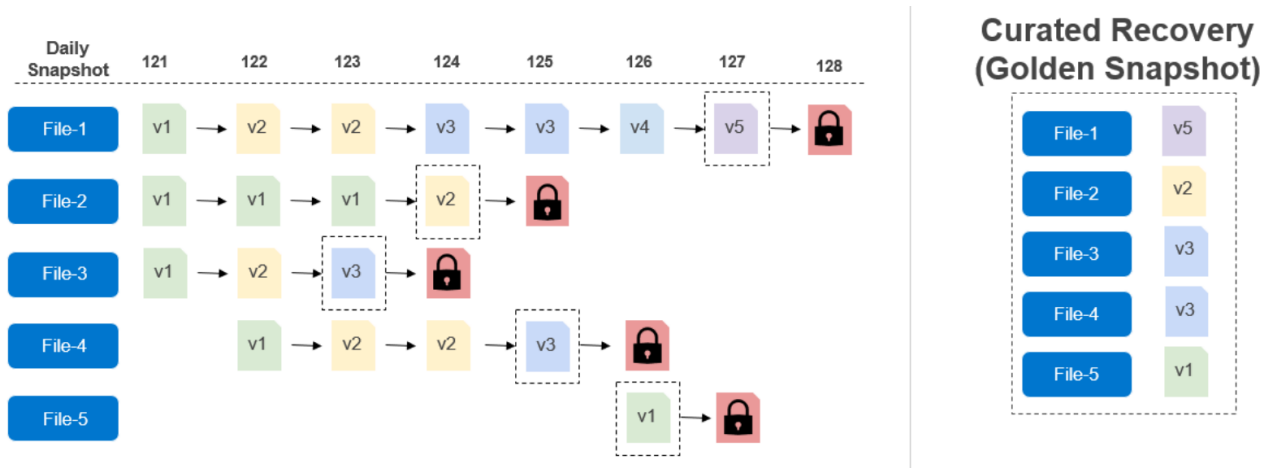 Daily
Snapshot
121 122 123 124 125 126 127 128
File-1 v1 v2 v2 v3 v3 v4 v5
File-2 v1 v1 v1 v2
File-3 v1 v2 v3
File-4 v1 v2 v2 v3
File-5 v1
Curated Recovery
(Golden Snapshot)
File-1 v5
File-2 v2
File-3 v3
File-4 v3
File-5 v1